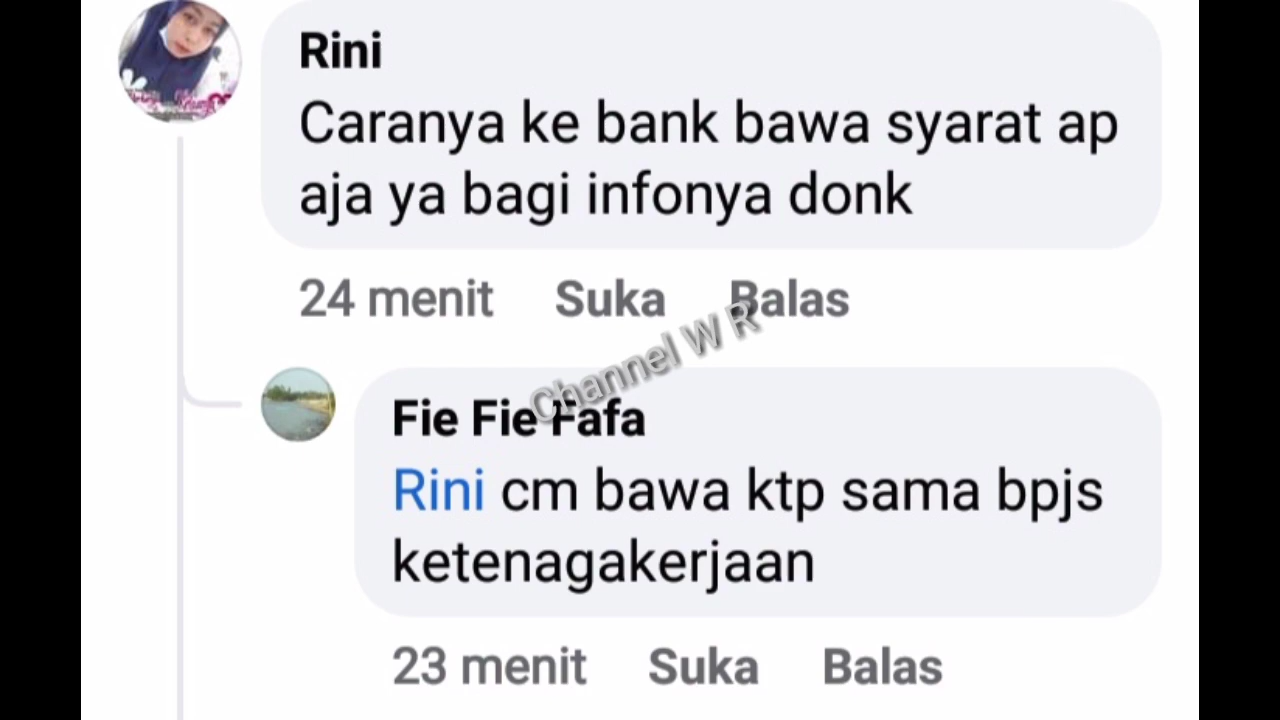 Rini
Caranya ke bank bawa syarat ap
aja ya bagi infonya donk
24 menit Suka Balas
Channel W R
Fie Fie Fafa
Rini cm bawa ktp sama bpjs
ketenagakerjaan
23 menit Suka Balas